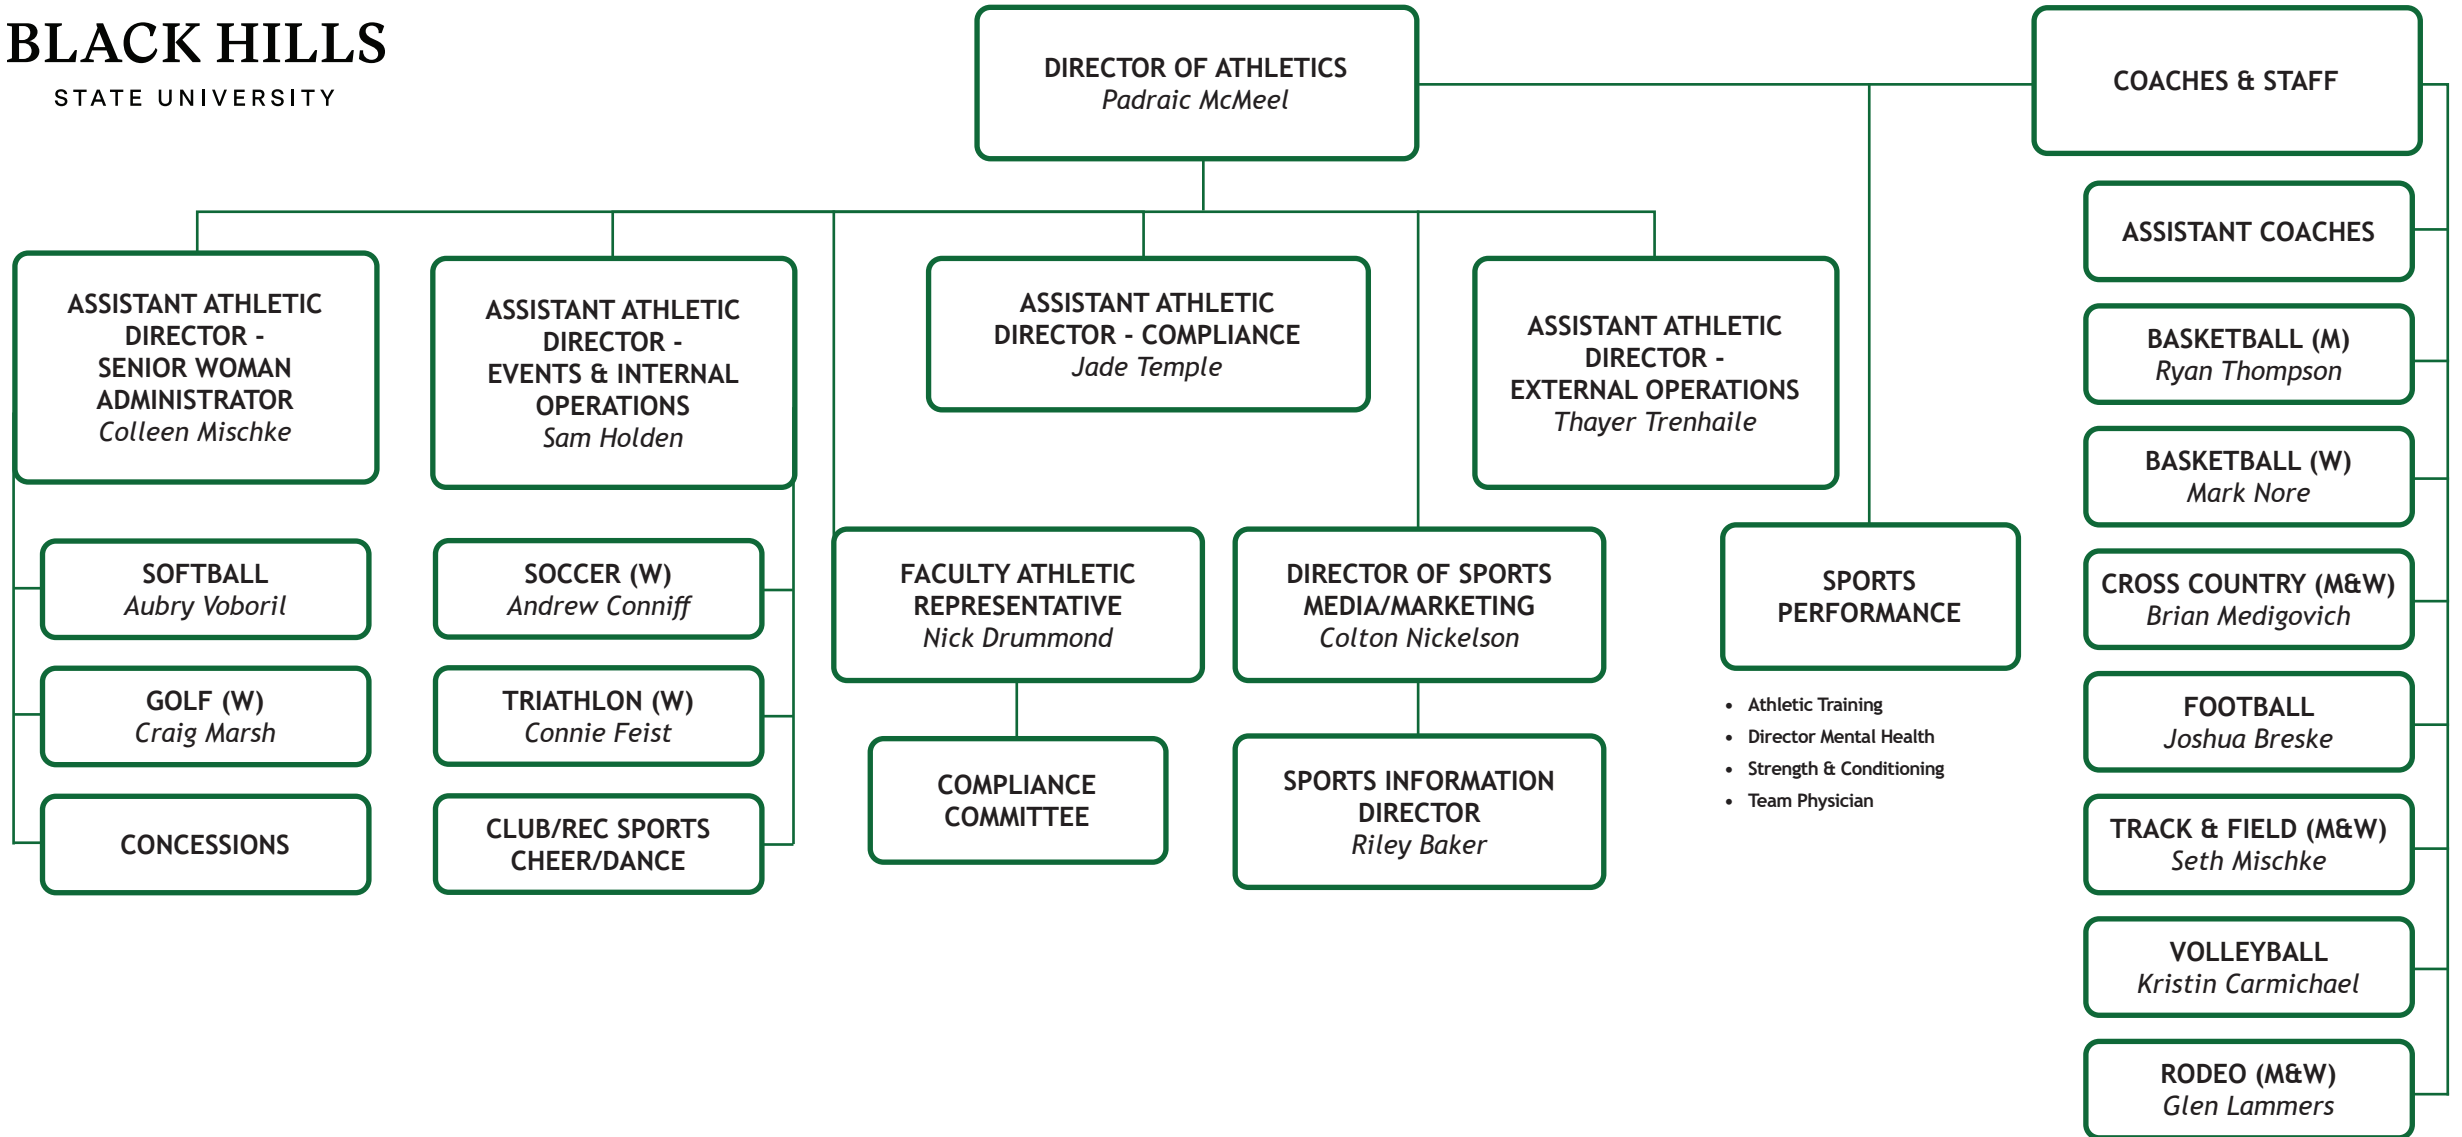 BLACK HILLS
STATE UNIVERSITY
DIRECTOR OF ATHLETICS
Padraic McMeel
COACHES & STAFF
ASSISTANT ATHLETIC
DIRECTOR -
SENIOR WOMAN
ADMINISTRATOR
Colleen Mischke
ASSISTANT ATHLETIC
DIRECTOR -
EVENTS & INTERNAL
OPERATIONS
Sam Holden
ASSISTANT ATHLETIC
DIRECTOR - COMPLIANCE
Jade Temple
ASSISTANT ATHLETIC
DIRECTOR -
EXTERNAL OPERATIONS
Thayer Trenhaile
SOFTBALL
Aubry Voboril
GOLF (W)
Craig Marsh
CONCESSIONS
SOCCER (W)
Andrew Conniff
TRIATHLON (W)
Connie Feist
CLUB/REC SPORTS
CHEER/DANCE
FACULTY ATHLETIC
REPRESENTATIVE
Nick Drummond
COMPLIANCE
COMMITTEE
DIRECTOR OF SPORTS
MEDIA/MARKETING
Colton Nickelson
SPORTS INFORMATION
DIRECTOR
Riley Baker
SPORTS
PERFORMANCE
• Athletic Training
• Director Mental Health
• Strength & Conditioning
• Team Physician
ASSISTANT COACHES
BASKETBALL (M)
Ryan Thompson
BASKETBALL (W)
Mark Nore
CROSS COUNTRY (M&W)
Brian Medigovich
FOOTBALL
Joshua Breske
TRACK & FIELD (M&W)
Seth Mischke
VOLLEYBALL
Kristin Carmichael
RODEO (M&W)
Glen Lammers